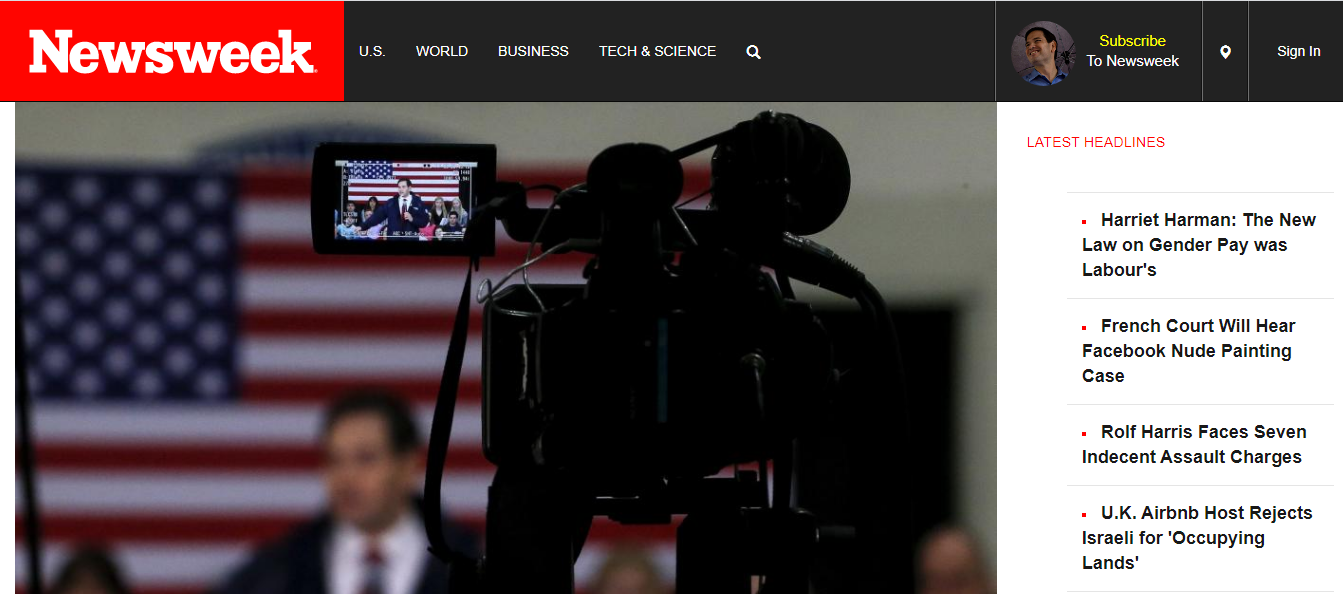 Newsweek
U.S.
WORLD
BUSINESS
TECH & SCIENCE
Subscribe
To Newsweek
Sign In
LATEST HEADLINES
Harriet Harman: The New
Law on Gender Pay was
Labour's
French Court Will Hear
Facebook Nude Painting
Case
Rolf Harris Faces Seven
Indecent Assault Charges
U.K. Airbnb Host Rejects
Israeli for 'Occupying
Lands'